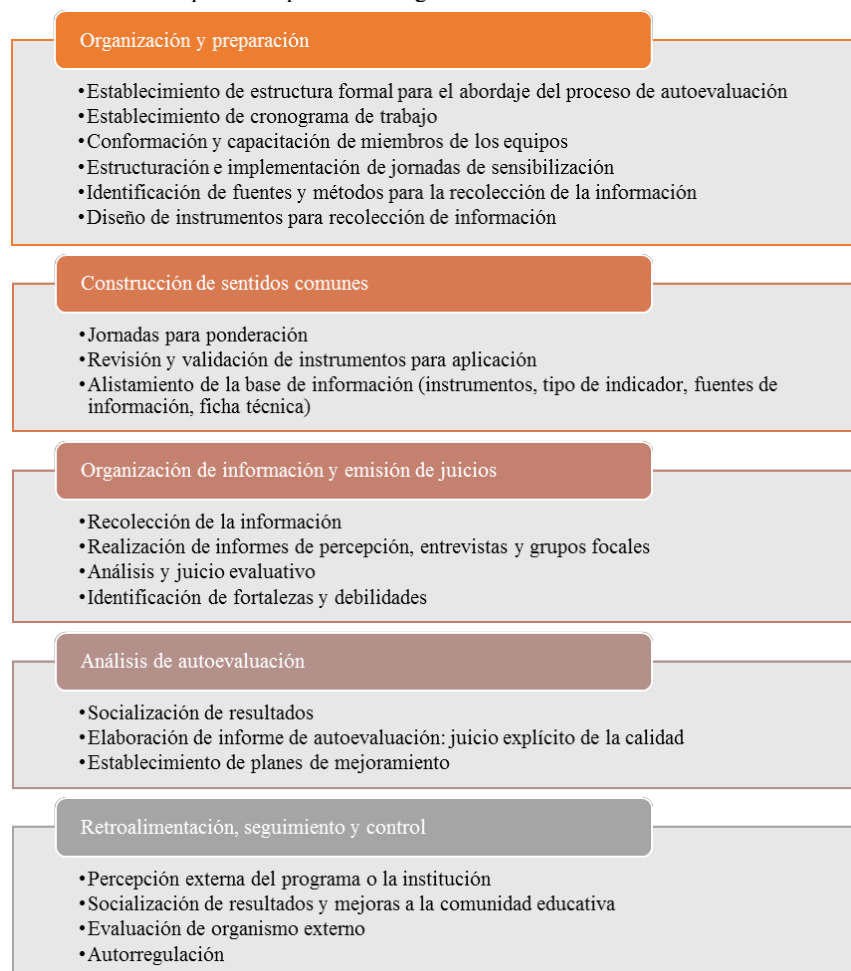 Organización y preparación
•Establecimiento de estructura formal para el abordaje del proceso de autoevaluación
•Establecimiento de cronograma de trabajo
•Conformación y capacitación de miembros de los equipos
•Estructuración e implementación de jornadas de sensibilización
•Identificación de fuentes y métodos para la recolección de la información
•Diseño de instrumentos para recolección de información
Construcción de sentidos comunes
•Jornadas para ponderación
•Revisión y validación de instrumentos para aplicación
•Alistamiento de la base de información (instrumentos, tipo de indicador, fuentes de
información, ficha técnica)
Organización de información y emisión de juicios
•Recolección de la información
•Realización de informes de percepción, entrevistas y grupos focales
•Análisis y juicio evaluativo
•Identificación de fortalezas y debilidades
Análisis de autoevaluación
•Socialización de resultados
•Elaboración de informe de autoevaluación: juicio explícito de la calidad
•Establecimiento de planes de mejoramiento
Retroalimentación, seguimiento y control
•Percepción externa del programa o la institución
•Socialización de resultados y mejoras a la comunidad educativa
•Evaluación de organismo externo
•Autorregulación